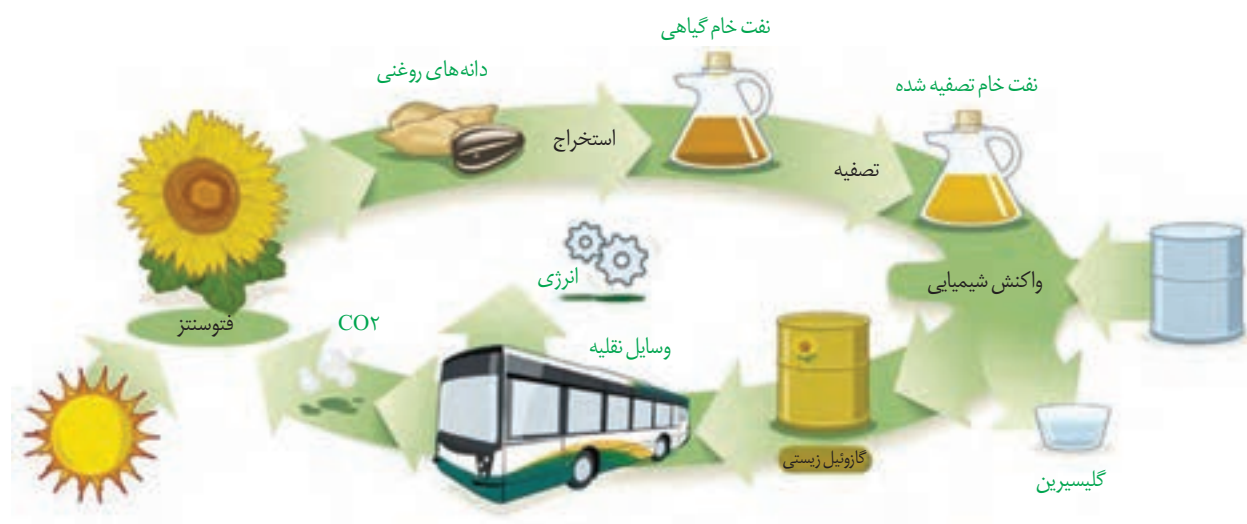 نفت خام گیاهی
دانه‌های روغنی
نفت خام تصفیه شده
استخراج
تصفیه
انرژی
واکنش شیمیایی
فتوسنتز
CO۲
وسایل نقلیه
گازوئیل زیستی
گلیسیرین